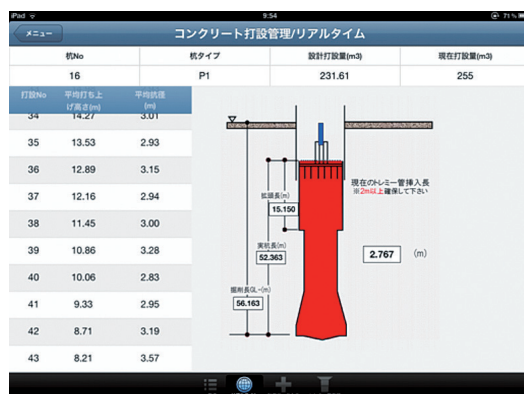 iPad 9:54 71%
メニュー コンクリート打設管理/リアルタイム
杭No 杭タイプ 設計打設量(m3) 現在打設量(m3)
16 P1 231.61 255
打設No 平均打ち上げ高さ(m) 平均杭径(m)
34 14.27 3.01
35 13.53 2.93
36 12.89 3.15
37 12.16 2.94
38 11.45 3.00
39 10.86 3.28
40 10.06 2.83
41 9.33 2.95
42 8.71 3.19
43 8.21 3.57
現在のトレミー管挿入長
※2m以上確保して下さい
拡頭長(m)
15.150
実杭長(m)
52.363
2.767 (m)
掘削長GL-(m)
56.163